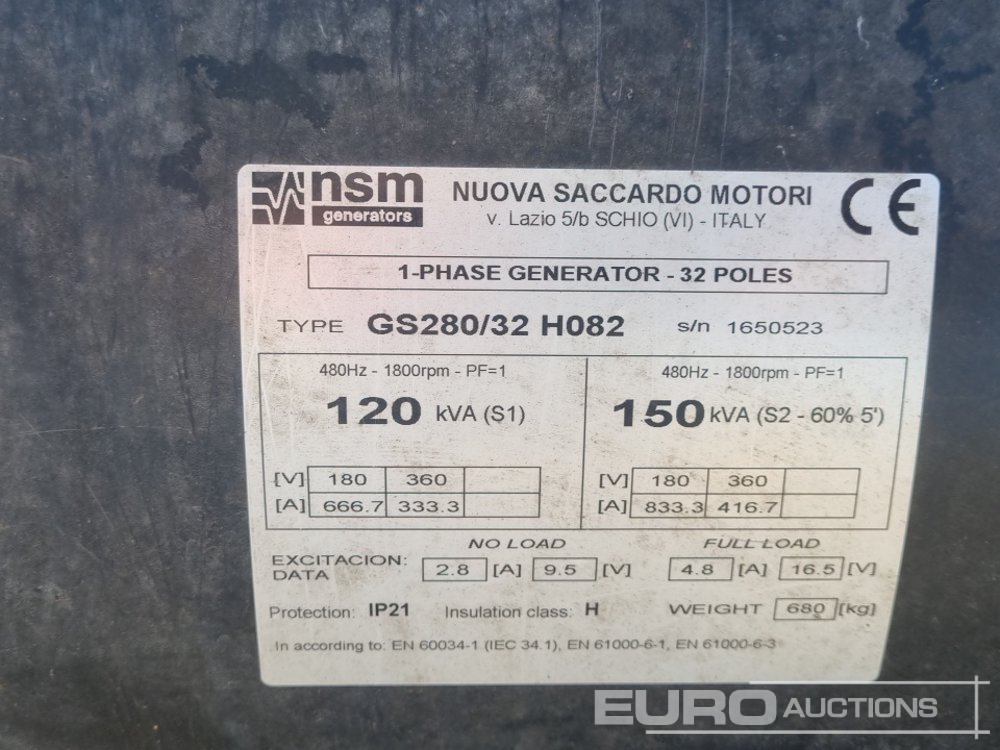 nsm
generators
NUOVA SACCARDO MOTORI
v. Lazio 5/b SCHIO (VI) - ITALY
CE
1-PHASE GENERATOR - 32 POLES
TYPE GS280/32 H082 s/n 1650523
480Hz - 1800rpm - PF=1
120 kVA (S1)
[V] 180 360
[A] 666.7 333.3
480Hz - 1800rpm - PF=1
150 kVA (S2 - 60% 5')
[V] 180 360
[A] 833.3 416.7
NO LOAD FULL LOAD
EXCITACION:
DATA
2.8 [A] 9.5 [V] 4.8 [A] 16.5 [V]
Protection: IP21 Insulation class: H WEIGHT 680 [kg]
In according to: EN 60034-1 (IEC 34.1), EN 61000-6-1, EN 61000-6-3
EURO AUCTIONS